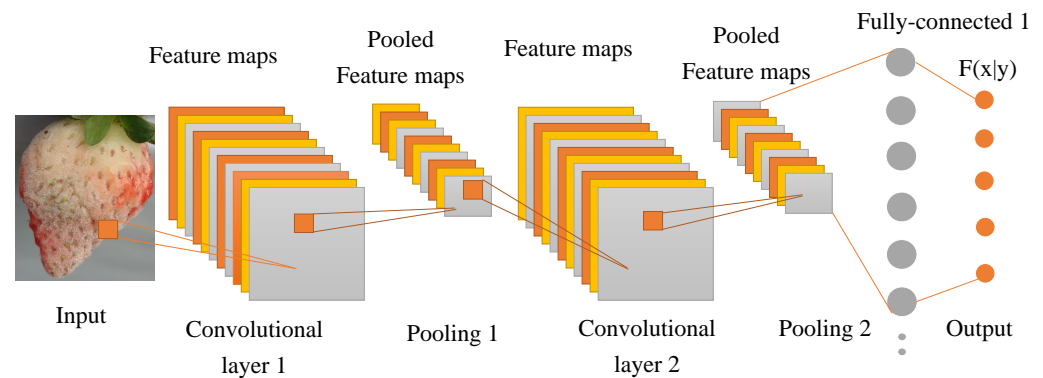 Fully-connected 1
Feature maps
Pooled
Feature maps
Feature maps
Pooled
Feature maps
F(x|y)
Input
Convolutional
layer 1
Pooling 1
Convolutional
layer 2
Pooling 2
Output